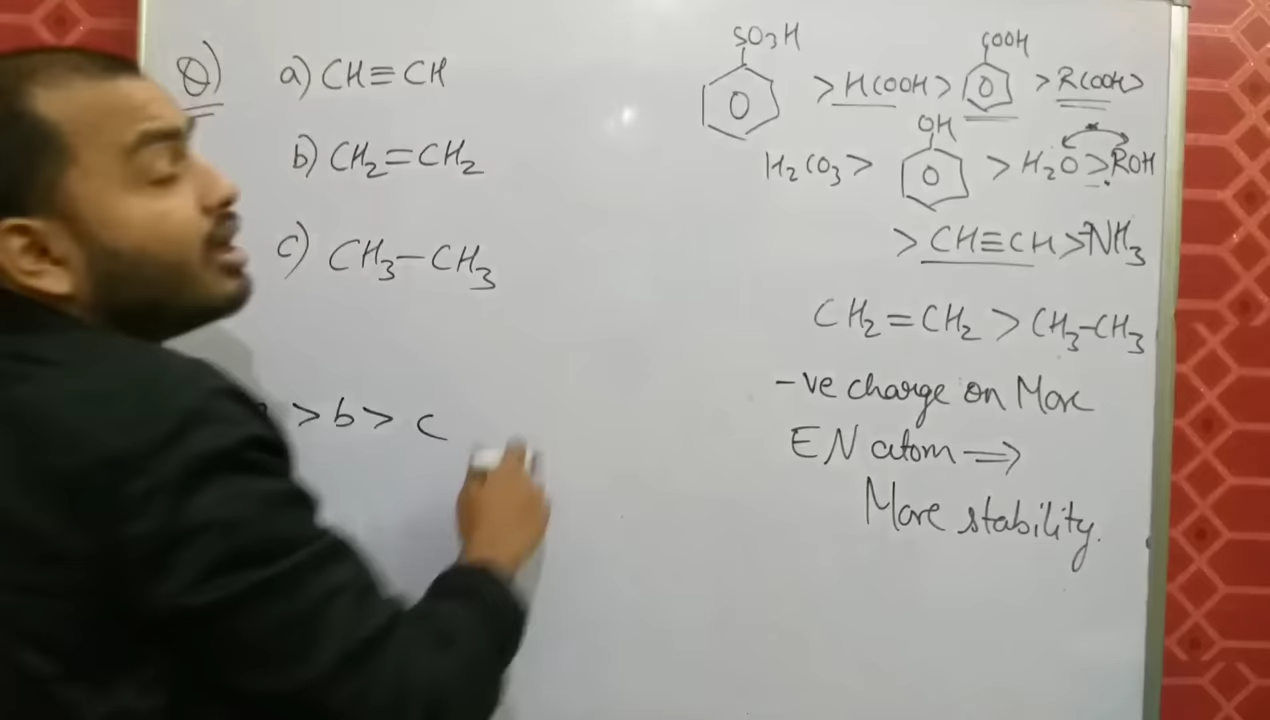 Q) a) CH≡CH
b) CH2=CH2
c) CH3-CH3
> b > c
SO3H
COOH
> HCOOH > > RCOOH >
OH
H2CO3 > > H2O > ROH
> CH≡CH > NH3
CH2=CH2 > CH3-CH3
-ve charge on More
EN atom ⇒
More stability.